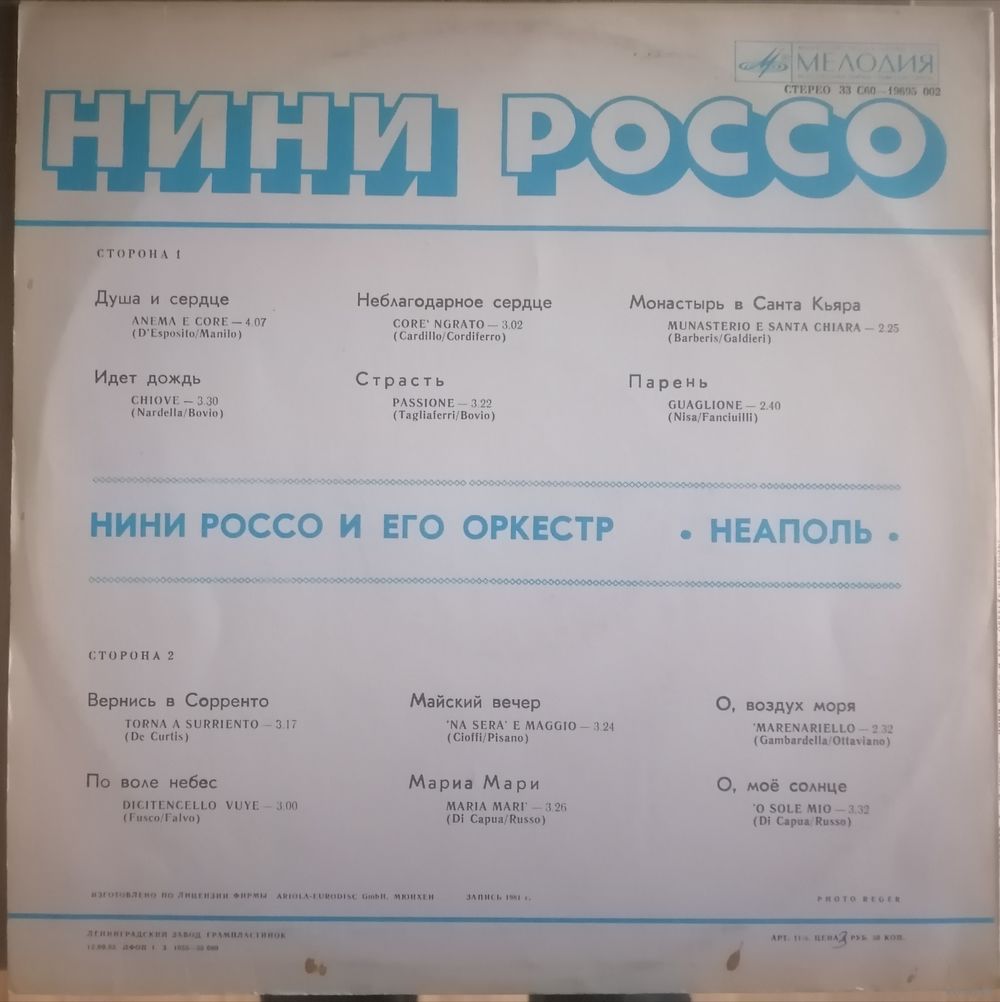 МЕЛОДИЯ
СТЕРЕО 33 С60—19695 002
НИНИ РОССО
СТОРОНА 1
Душа и сердце
ANEMA E CORE — 4.07
(D'Esposito/Manilo)
Неблагодарное сердце
CORE' NGRATO — 3.02
(Cardillo/Cordiferro)
Монастырь в Санта Кьяра
MUNASTERIO E SANTA CHIARA — 2.25
(Barberis/Galdieri)
Идет дождь
CHIOVE — 3.30
(Nardella/Bovio)
Страсть
PASSIONE — 3.22
(Tagliaferri/Bovio)
Парень
GUAGLIONE — 2.40
(Nisa/Fanciuilli)
НИНИ РОССО И ЕГО ОРКЕСТР • НЕАПОЛЬ •
СТОРОНА 2
Вернись в Сорренто
TORNA A SURRIENTO — 3.17
(De Curtis)
Майский вечер
'NA SERA' E MAGGIO — 3.24
(Cioffi/Pisano)
О, воздух моря
'MARENARIELLO — 2.32
(Gambardella/Ottaviano)
По воле небес
DICITENCELLO VUYE — 3.00
(Fusco/Falvo)
Мариа Мари
MARIA MARI' — 3.26
(Di Capua/Russo)
О, моё солнце
'O SOLE MIO — 3.32
(Di Capua/Russo)
ИЗГОТОВЛЕНО ПО ЛИЦЕНЗИИ ФИРМЫ ARIOLA-EURODISC GmbH, МЮНХЕН ЗАПИСЬ 1981 г.
PHOTO REGER
ЛЕНИНГРАДСКИЙ ЗАВОД ГРАМПЛАСТИНОК
АРТ. ЦЕНА 3 РУБ. 50 КОП.